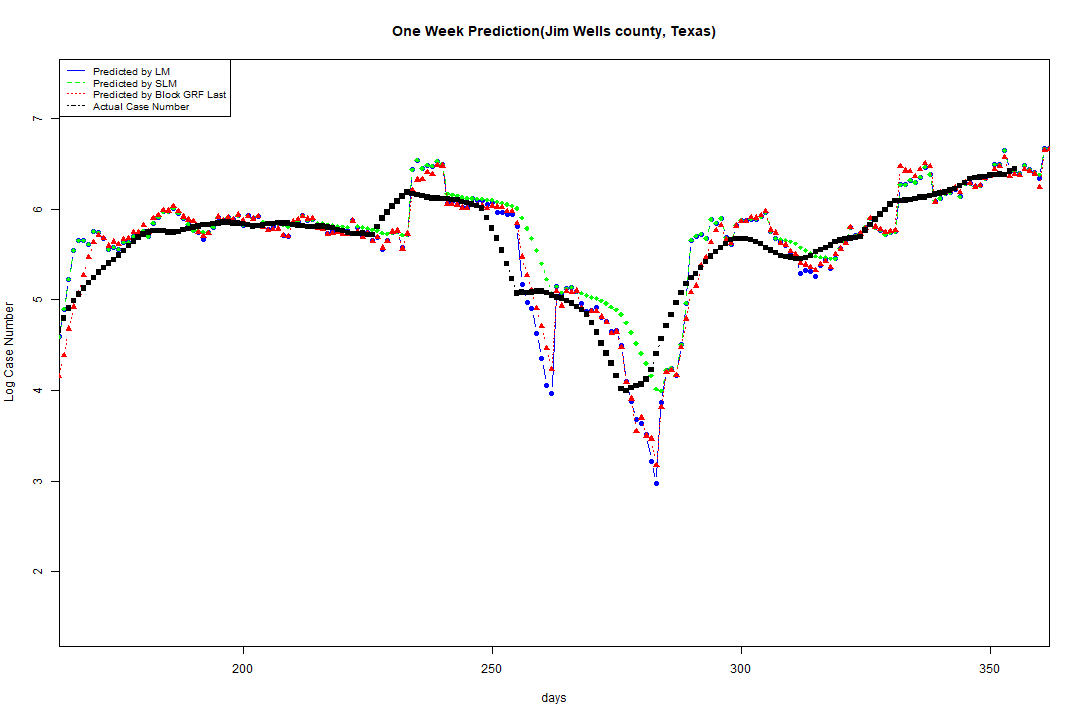 One Week Prediction(Jim Wells county, Texas)
Predicted by LM
Predicted by SLM
Predicted by Block GRF Last
Actual Case Number
7
6
5
4
3
2
Log Case Number
200 250 300 350
days